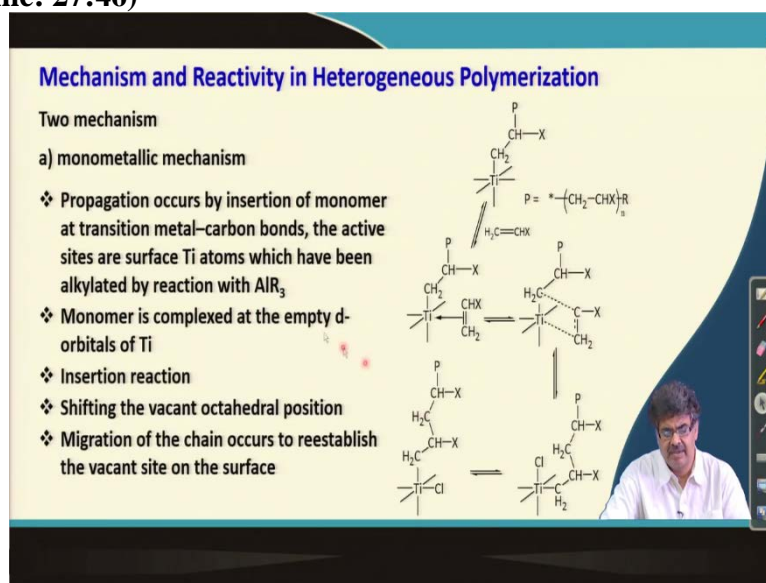 Mechanism and Reactivity in Heterogeneous Polymerization
Two mechanism
a) monometallic mechanism
❖ Propagation occurs by insertion of monomer
at transition metal–carbon bonds, the active
sites are surface Ti atoms which have been
alkylated by reaction with AlR₃
❖ Monomer is complexed at the empty d-
orbitals of Ti
❖ Insertion reaction
❖ Shifting the vacant octahedral position
❖ Migration of the chain occurs to reestablish
the vacant site on the surface
P
CH—X
CH₂
Ti
P = *—(CH₂—CHX)ₙR
H₂C=CHX
P
CH—X
CH₂
CHX
Ti
CH₂
P
CH—X
H₂C
C—X
Ti
CH₂
P
CH—X
H₂C
CH—X
H₂C
Ti—Cl
P
CH—X
H₂C
Cl
CH—X
Ti—C
H₂